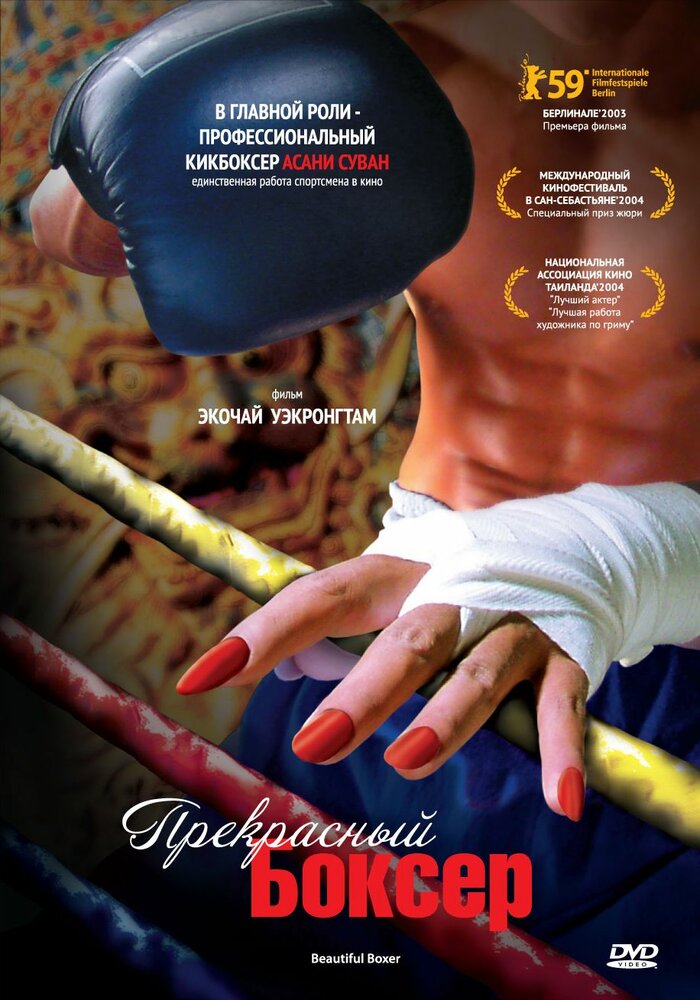 В ГЛАВНОЙ РОЛИ -
ПРОФЕССИОНАЛЬНЫЙ
КИКБОКСЕР АСАНИ СУВАН
единственная работа спортсмена в кино
59 Internationale
Filmfestspiele
Berlin
БЕРЛИНАЛЕ'2003
Премьера фильма
МЕЖДУНАРОДНЫЙ
КИНОФЕСТИВАЛЬ
В САН-СЕБАСТЬЯНЕ'2004
Специальный приз жюри
НАЦИОНАЛЬНАЯ
АССОЦИАЦИЯ КИНО
ТАИЛАНДА'2004
"Лучший актер"
"Лучшая работа
художника по гриму"
фильм
ЭКОЧАЙ УЭКРОНГТАМ
Прекрасный
Боксер
Beautiful Boxer
DVD
VIDEO